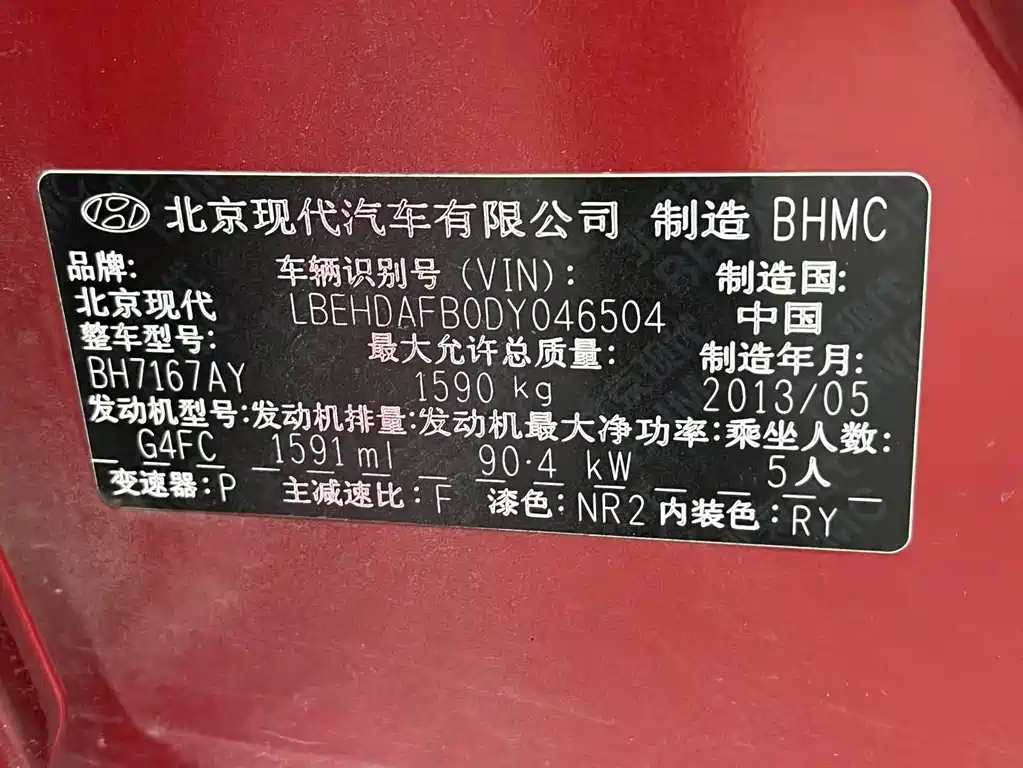 北京现代汽车有限公司 制造 BHMC
品牌: 车辆识别号 (VIN): 制造国:
北京现代 LBEHDAFB0DY046504 中国
整车型号: 最大允许总质量: 制造年月:
BH7167AY 1590 kg 2013/05
发动机型号:发动机排量:发动机最大净功率:乘坐人数:
G4FC 1591ml 90.4 kW 5人
变速器:P 主减速比:F 漆色:NR2 内装色:RY